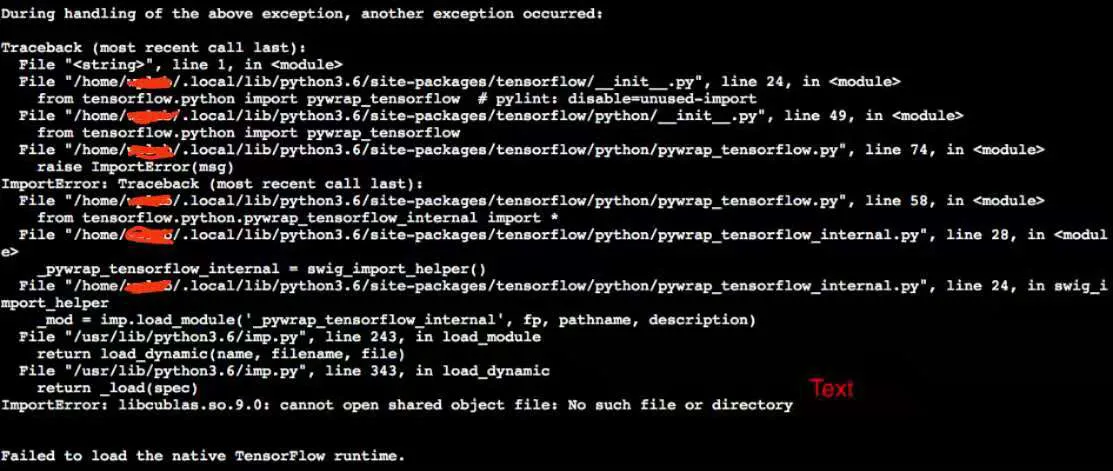 During handling of the above exception, another exception occurred:
Traceback (most recent call last):
File "<string>", line 1, in <module>
File "/home/ /.local/lib/python3.6/site-packages/tensorflow/__init__.py", line 24, in <module>
from tensorflow.python import pywrap_tensorflow # pylint: disable=unused-import
File "/home/ /.local/lib/python3.6/site-packages/tensorflow/python/__init__.py", line 49, in <module>
from tensorflow.python import pywrap_tensorflow
File "/home/ /.local/lib/python3.6/site-packages/tensorflow/python/pywrap_tensorflow.py", line 74, in <module>
raise ImportError(msg)
ImportError: Traceback (most recent call last):
File "/home/ /.local/lib/python3.6/site-packages/tensorflow/python/pywrap_tensorflow.py", line 58, in <module>
from tensorflow.python.pywrap_tensorflow_internal import *
File "/home/ /.local/lib/python3.6/site-packages/tensorflow/python/pywrap_tensorflow_internal.py", line 28, in <modul
e>
_pywrap_tensorflow_internal = swig_import_helper()
File "/home/ /.local/lib/python3.6/site-packages/tensorflow/python/pywrap_tensorflow_internal.py", line 24, in swig_i
mport_helper
_mod = imp.load_module('_pywrap_tensorflow_internal', fp, pathname, description)
File "/usr/lib/python3.6/imp.py", line 243, in load_module
return load_dynamic(name, filename, file)
File "/usr/lib/python3.6/imp.py", line 343, in load_dynamic
return _load(spec)
Text
ImportError: libcublas.so.9.0: cannot open shared object file: No such file or directory
Failed to load the native TensorFlow runtime.